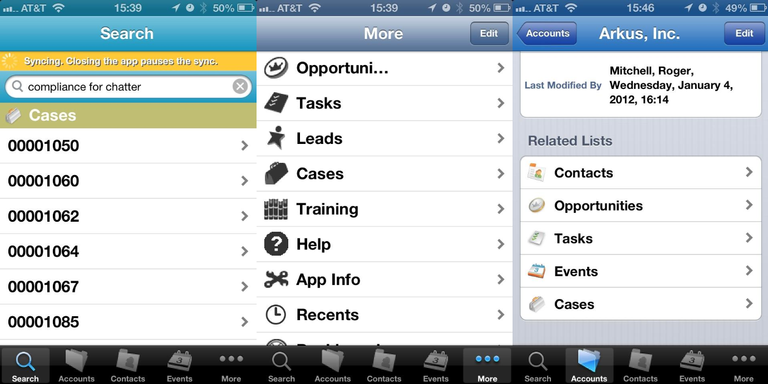 AT&T 15:39 50%
Search
Syncing. Closing the app pauses the sync.
compliance for chatter
Cases
00001050
00001060
00001062
00001064
00001067
00001085
Search Accounts Contacts Events More
AT&T 15:39 50%
More Edit
Opportuni...
Tasks
Leads
Cases
Training
Help
App Info
Recents
Search Accounts Contacts Events More
AT&T 15:46 49%
Accounts Arkus, Inc. Edit
Last Modified By
Mitchell, Roger,
Wednesday, January 4,
2012, 16:14
Related Lists
Contacts
Opportunities
Tasks
Events
Cases
Search Accounts Contacts Events More